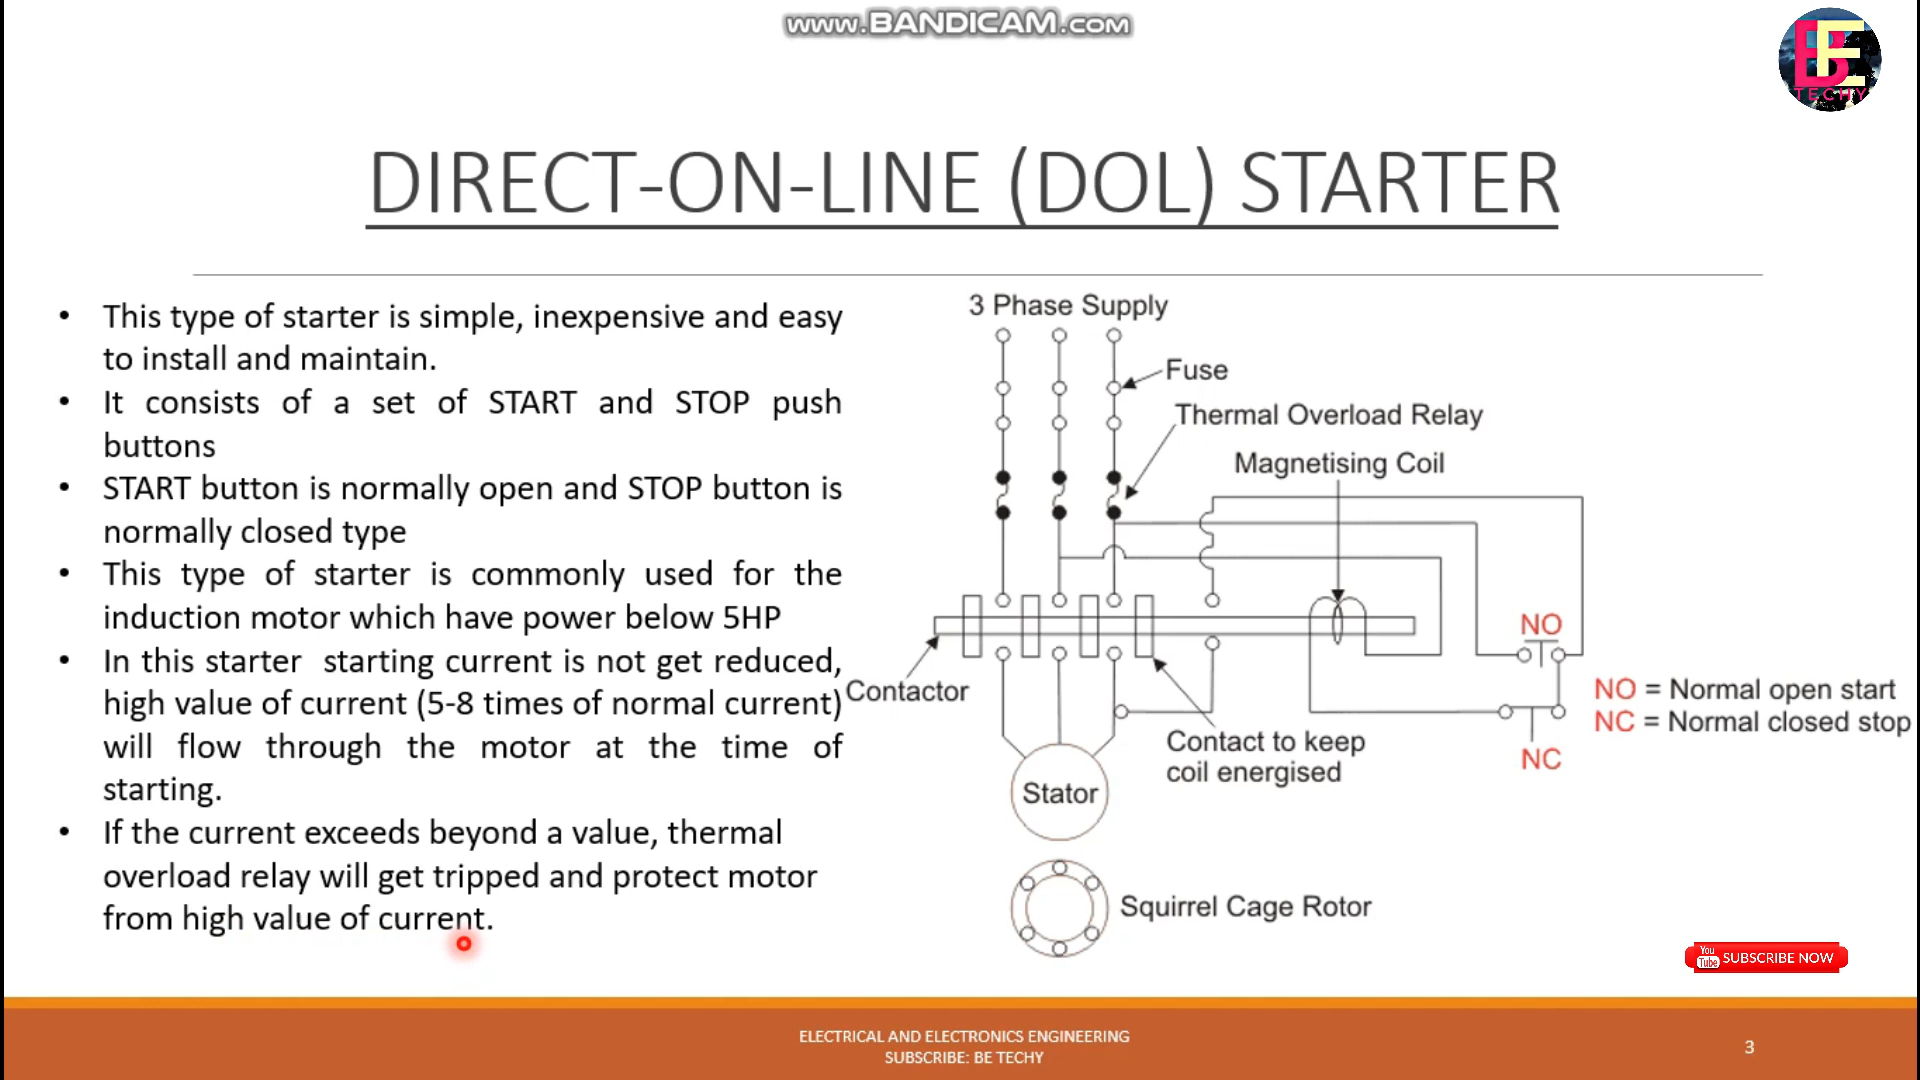 www.BANDICAM.com
BE
TECHY
DIRECT-ON-LINE (DOL) STARTER
• This type of starter is simple, inexpensive and easy
to install and maintain.
• It consists of a set of START and STOP push
buttons
• START button is normally open and STOP button is
normally closed type
• This type of starter is commonly used for the
induction motor which have power below 5HP
• In this starter starting current is not get reduced,
high value of current (5-8 times of normal current)
will flow through the motor at the time of
starting.
• If the current exceeds beyond a value, thermal
overload relay will get tripped and protect motor
from high value of current.
3 Phase Supply
Fuse
Thermal Overload Relay
Magnetising Coil
NO
Contactor
NO = Normal open start
NC = Normal closed stop
Contact to keep
coil energised
NC
Stator
Squirrel Cage Rotor
You
Tube
SUBSCRIBE NOW
ELECTRICAL AND ELECTRONICS ENGINEERING
SUBSCRIBE: BE TECHY
3